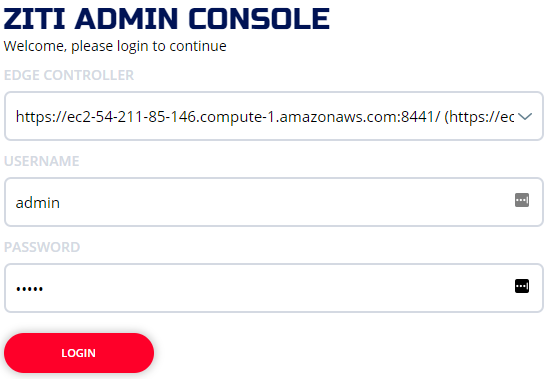 ZITI ADMIN CONSOLE
Welcome, please login to continue
EDGE CONTROLLER
https://ec2-54-211-85-146.compute-1.amazonaws.com:8441/ (https://ec
USERNAME
admin
PASSWORD
•••••
LOGIN